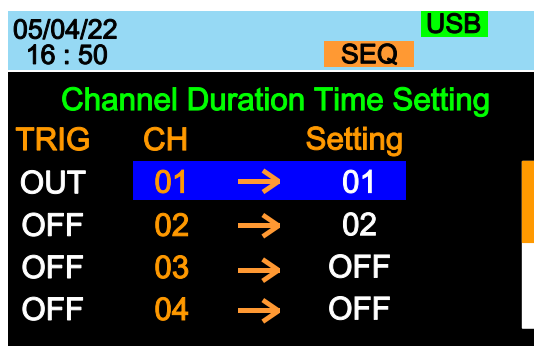 05/04/22 USB
16 : 50 SEQ
Channel Duration Time Setting
TRIG CH Setting
OUT 01 → 01
OFF 02 → 02
OFF 03 → OFF
OFF 04 → OFF